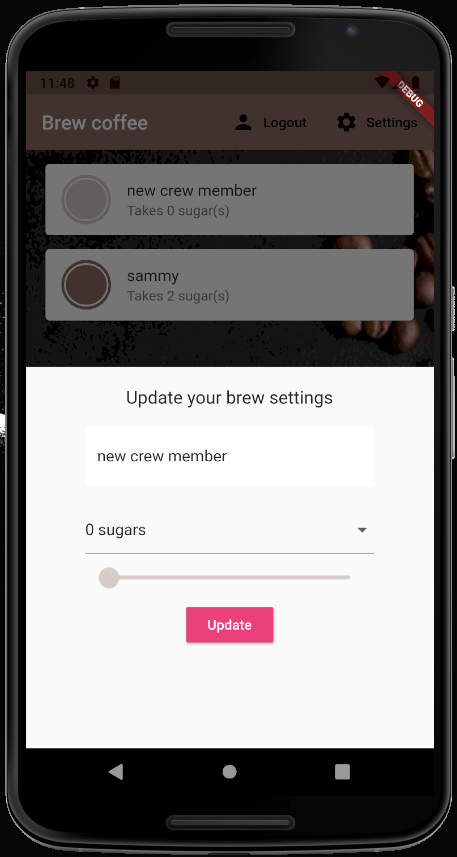 11:48
DEBUG
Brew coffee
Logout
Settings
new crew member
Takes 0 sugar(s)
sammy
Takes 2 sugar(s)
Update your brew settings
new crew member
0 sugars
Update